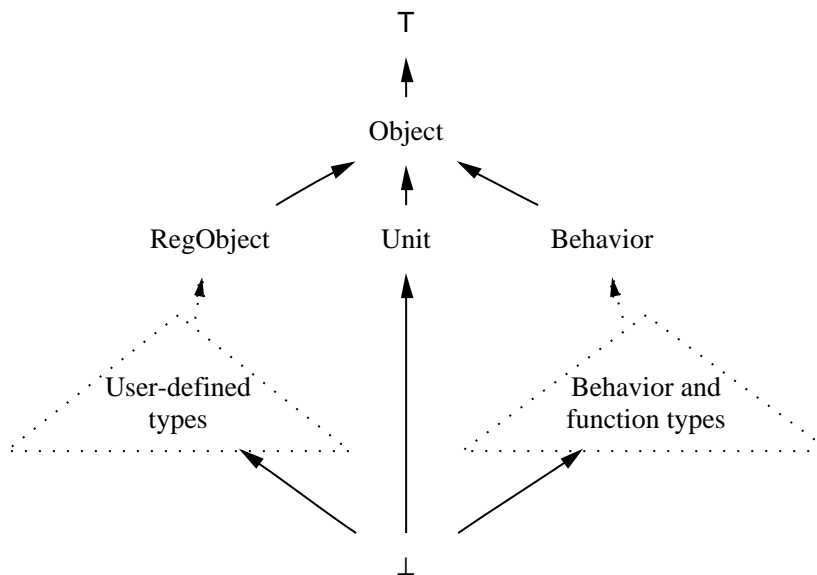 ⊤
Object
RegObject Unit Behavior
User-defined
types
Behavior and
function types
⊥